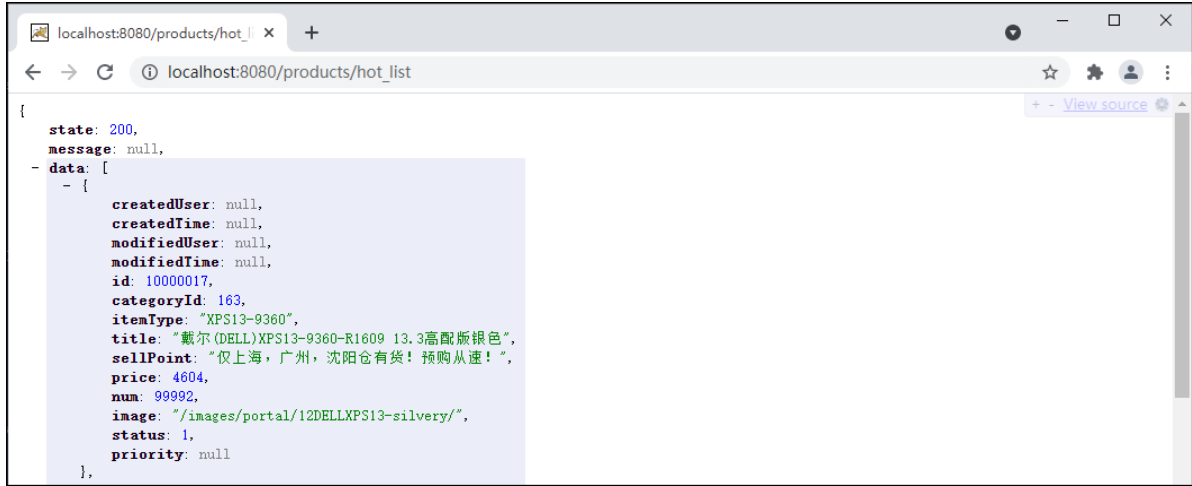 localhost:8080/products/hot_li
localhost:8080/products/hot_list
+ - View source
{
state: 200,
message: null,
- data: [
- {
createdUser: null,
createdTime: null,
modifiedUser: null,
modifiedTime: null,
id: 10000017,
categoryId: 163,
itemType: "XPS13-9360",
title: "戴尔(DELL)XPS13-9360-R1609 13.3高配版银色",
sellPoint: "仅上海，广州，沈阳仓有货！预购从速！",
price: 4604,
num: 99992,
image: "/images/portal/12DELLXPS13-silvery/",
status: 1,
priority: null
},